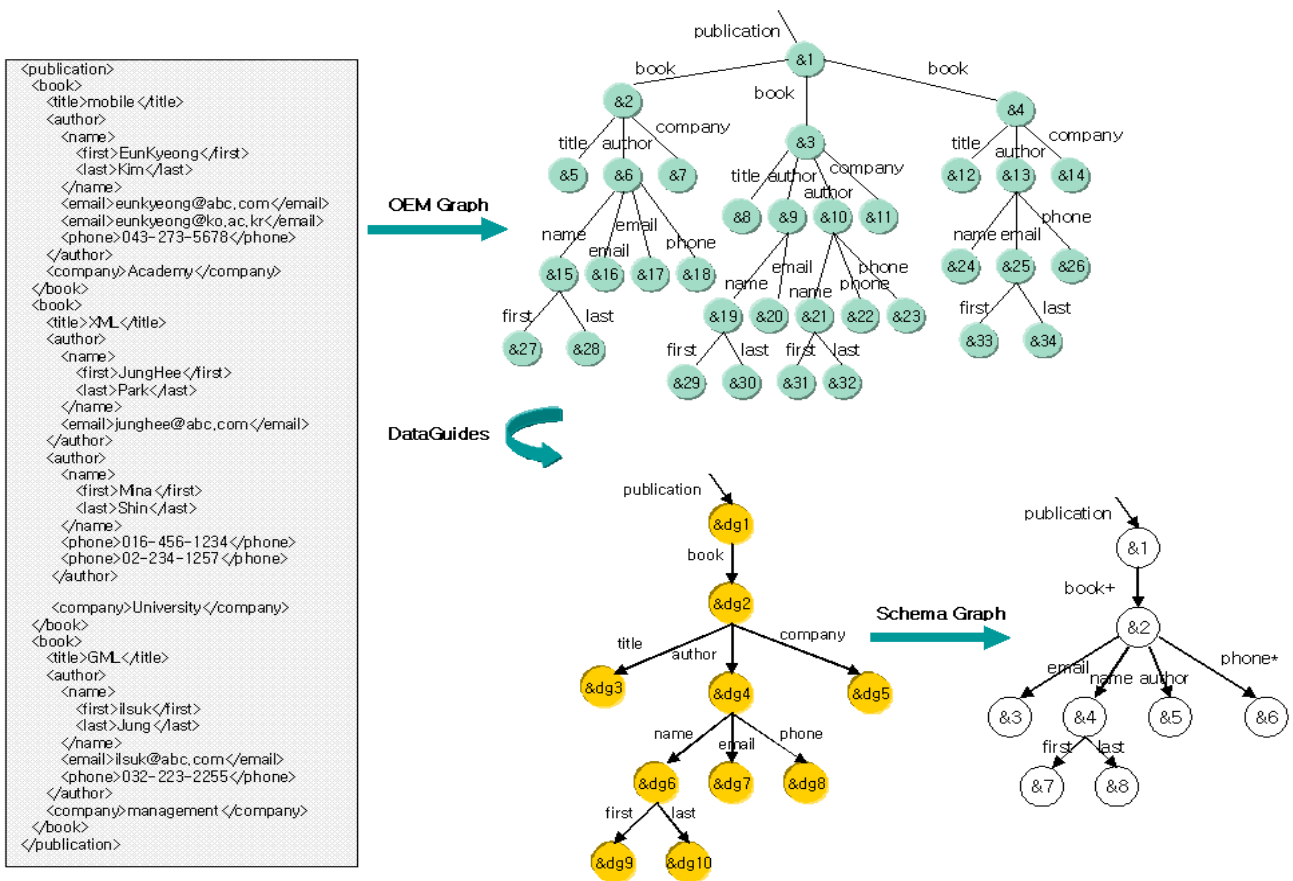 <publication>
<book>
<title>mobile</title>
<author>
<name>
<first>EunKyeong</first>
<last>Kim</last>
</name>
<email>eunkyeong@abc,com</email>
<email>eunkyeong@ko,ac,kr</email>
<phone>043-273-5678</phone>
</author>
<company>Academy</company>
</book>
<book>
<title>XML</title>
<author>
<name>
<first>JungHee</first>
<last>Park</last>
</name>
<email>junghee@abc,com</email>
</author>
<author>
<name>
<first>Mina</first>
<last>Shin</last>
</name>
<phone>016-456-1234</phone>
<phone>02-234-1257</phone>
</author>
<company>University</company>
</book>
<book>
<title>GML</title>
<author>
<name>
<first>ilsuk</first>
<last>Jung</last>
</name>
<email>ilsuk@abc,com</email>
<phone>032-223-2255</phone>
</author>
<company>management</company>
</book>
</publication>
OEM Graph
publication
&1
book book book
&2 &3 &4
title author company
title author author company
title author company
&5 &6 &7 &8 &9 &10 &11 &12 &13 &14
name email email phone
name email name phone phone
name email phone
&15 &16 &17 &18 &19 &20 &21 &22 &23 &24 &25 &26
first last
first last first last
first last
&27 &28 &29 &30 &31 &32 &33 &34
DataGuides
publication
&dg1
book
&dg2
title author company
&dg3 &dg4 &dg5
name email phone
&dg6 &dg7 &dg8
first last
&dg9 &dg10
Schema Graph
publication
&1
book+
&2
email name author phone*
&3 &4 &5 &6
first last
&7 &8